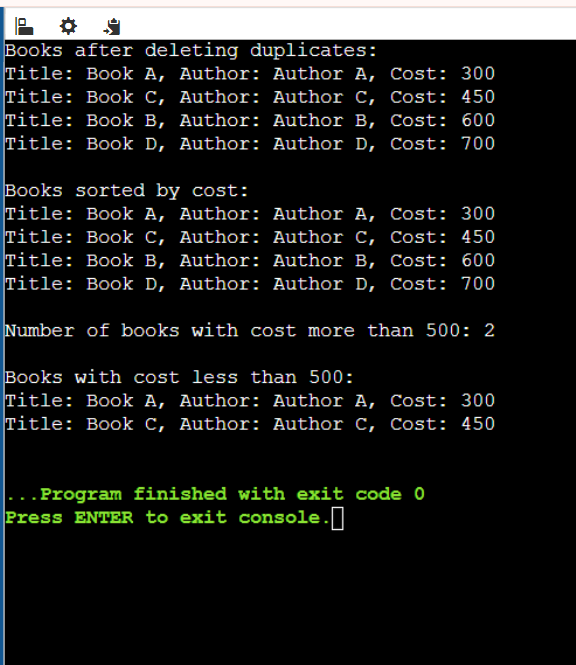 Books after deleting duplicates:
Title: Book A, Author: Author A, Cost: 300
Title: Book C, Author: Author C, Cost: 450
Title: Book B, Author: Author B, Cost: 600
Title: Book D, Author: Author D, Cost: 700
Books sorted by cost:
Title: Book A, Author: Author A, Cost: 300
Title: Book C, Author: Author C, Cost: 450
Title: Book B, Author: Author B, Cost: 600
Title: Book D, Author: Author D, Cost: 700
Number of books with cost more than 500: 2
Books with cost less than 500:
Title: Book A, Author: Author A, Cost: 300
Title: Book C, Author: Author C, Cost: 450
...Program finished with exit code 0
Press ENTER to exit console.